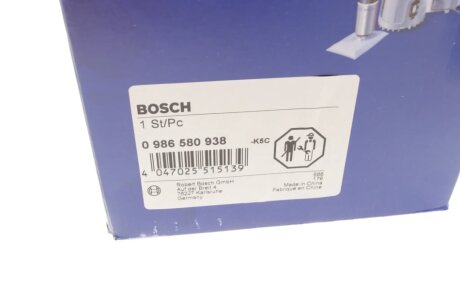 BOSCH
1 St/Pc
0 986 580 938
-K5C
4 047025 515139
Robert Bosch GmbH
Auf der Breit 4
76227 Karlsruhe
Made in China
Fabriqué en Chine